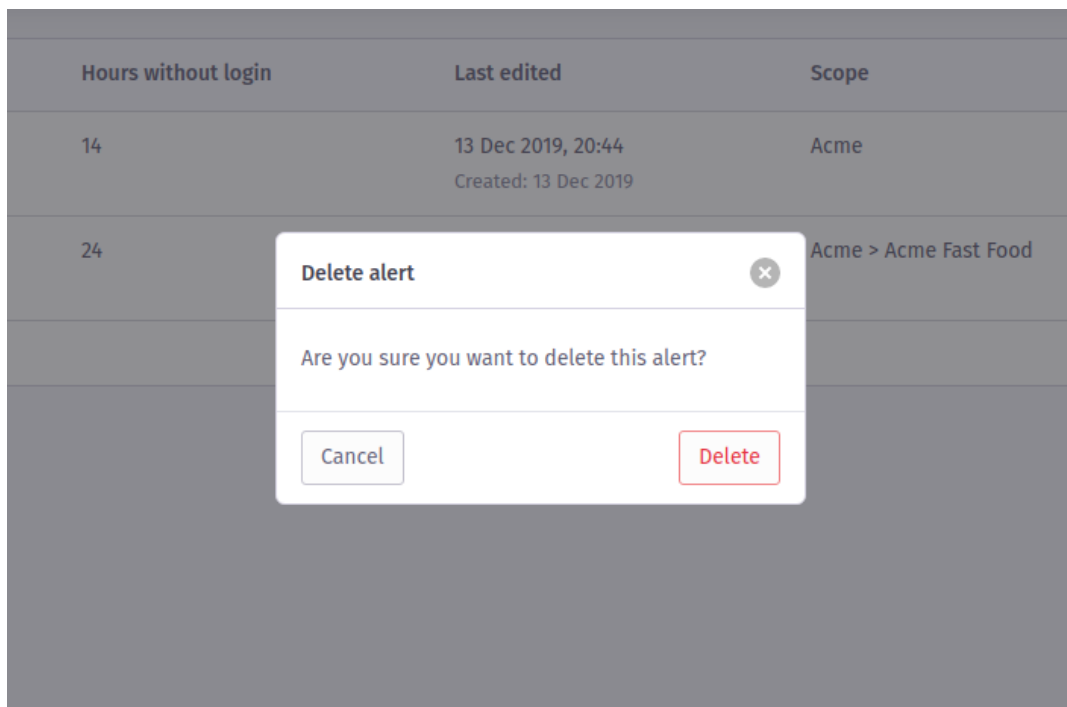 Hours without login Last edited Scope
14 13 Dec 2019, 20:44 Acme
Created: 13 Dec 2019
24 Acme > Acme Fast Food
Delete alert
Are you sure you want to delete this alert?
Cancel Delete